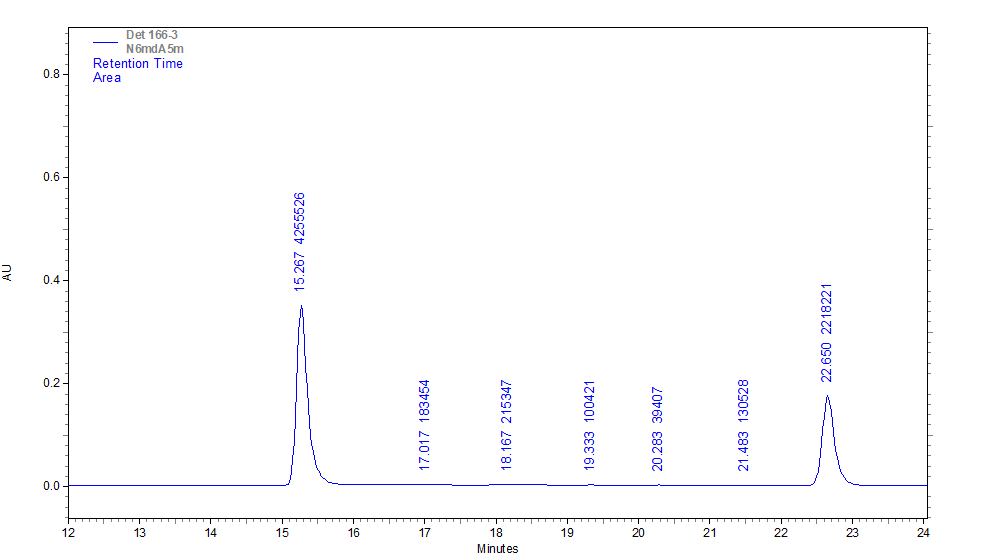 Det 166-3
N6mdA5m
Retention Time
Area
0.8
0.6
0.4
0.2
0.0
AU
15.267 4255526
17.017 183454
18.167 215347
19.333 100421
20.283 39407
21.483 130528
22.650 2218221
12 13 14 15 16 17 18 19 20 21 22 23 24
Minutes